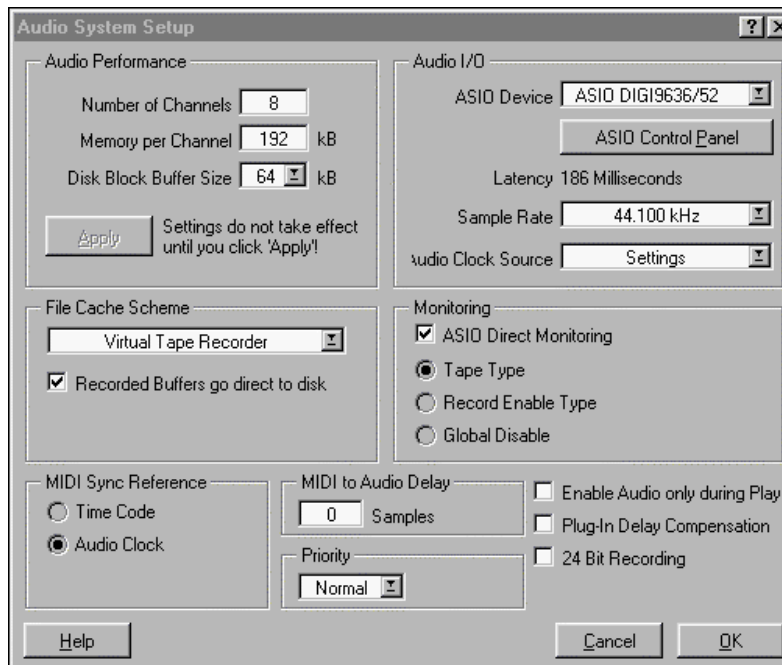 Audio System Setup
Audio Performance
Number of Channels 8
Memory per Channel 192 kB
Disk Block Buffer Size 64 kB
Apply
Settings do not take effect
until you click 'Apply'!
Audio I/O
ASIO Device ASIO DIGI9636/52
ASIO Control Panel
Latency 186 Milliseconds
Sample Rate 44.100 kHz
Audio Clock Source Settings
File Cache Scheme
Virtual Tape Recorder
Recorded Buffers go direct to disk
Monitoring
ASIO Direct Monitoring
Tape Type
Record Enable Type
Global Disable
MIDI Sync Reference
Time Code
Audio Clock
MIDI to Audio Delay
0 Samples
Priority
Normal
Enable Audio only during Play
Plug-In Delay Compensation
24 Bit Recording
Help
Cancel
OK